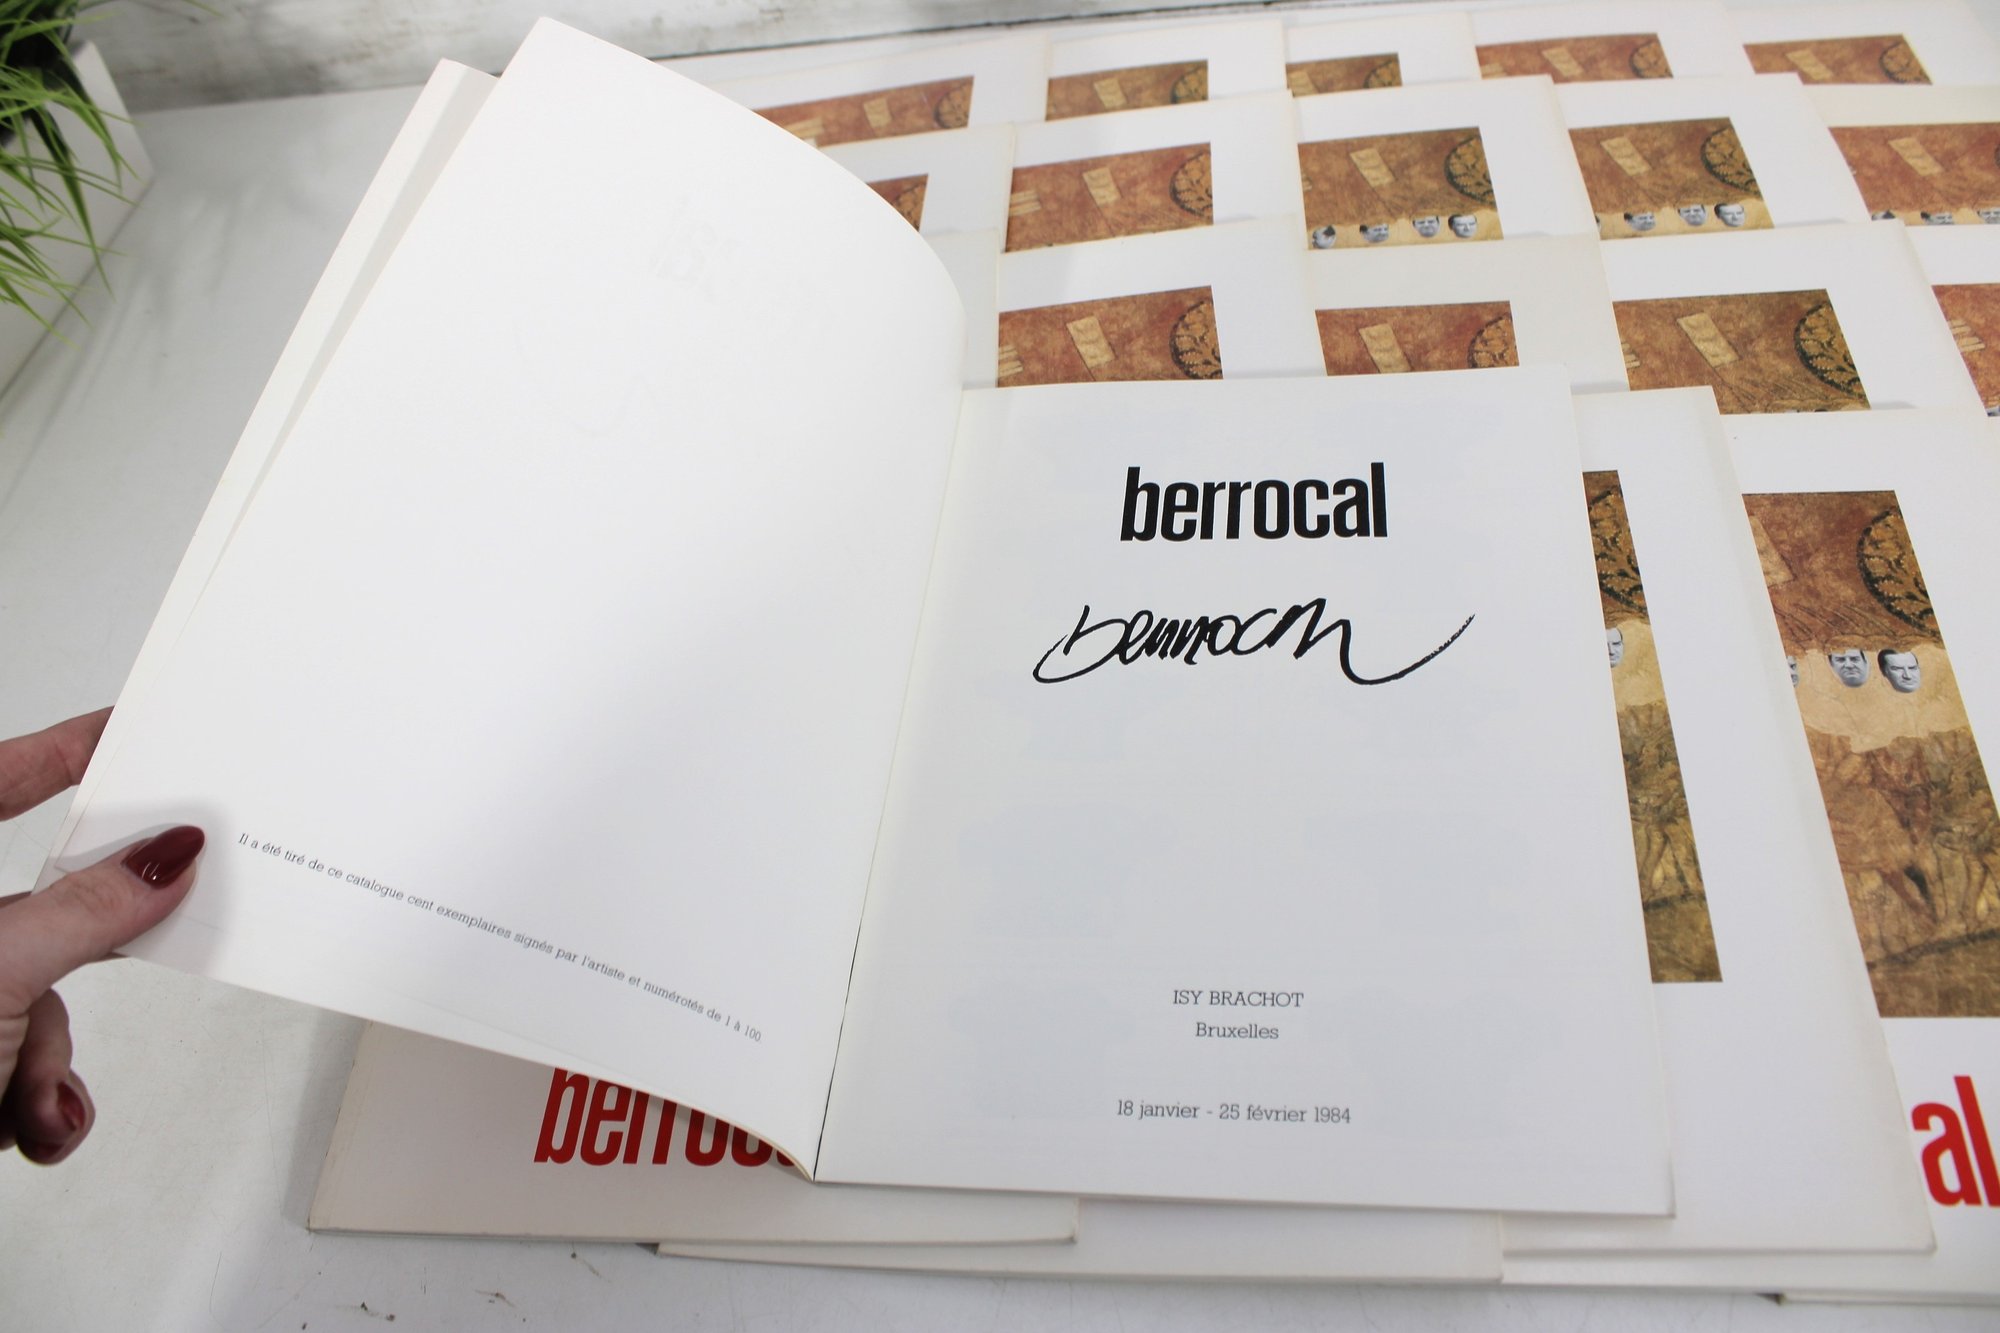 Il a été tiré de ce catalogue cent exemplaires signés par l'artiste et numérotés de 1 à 100.
berrocal
berrocal
ISY BRACHOT
Bruxelles
18 janvier - 25 février 1984
berroc
al